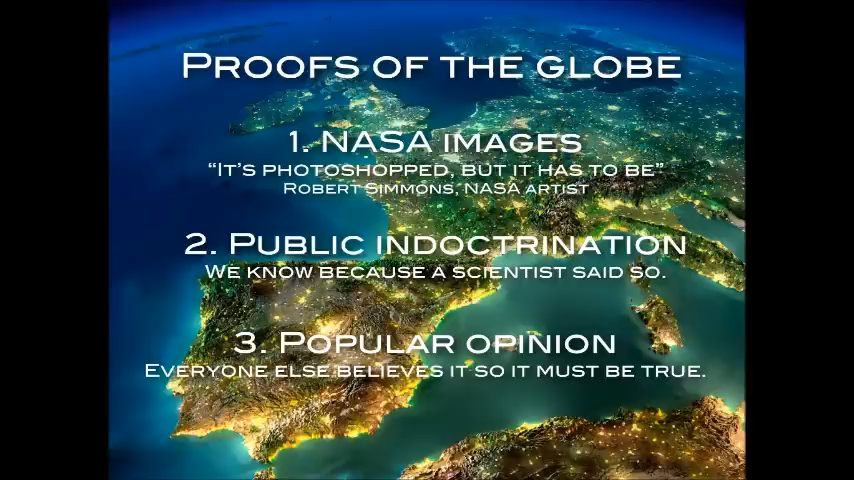 PROOFS OF THE GLOBE
1. NASA IMAGES
“IT’S PHOTOSHOPPED, BUT IT HAS TO BE”
ROBERT SIMMONS, NASA ARTIST
2. PUBLIC INDOCTRINATION
WE KNOW BECAUSE A SCIENTIST SAID SO.
3. POPULAR OPINION
EVERYONE ELSE BELIEVES IT SO IT MUST BE TRUE.